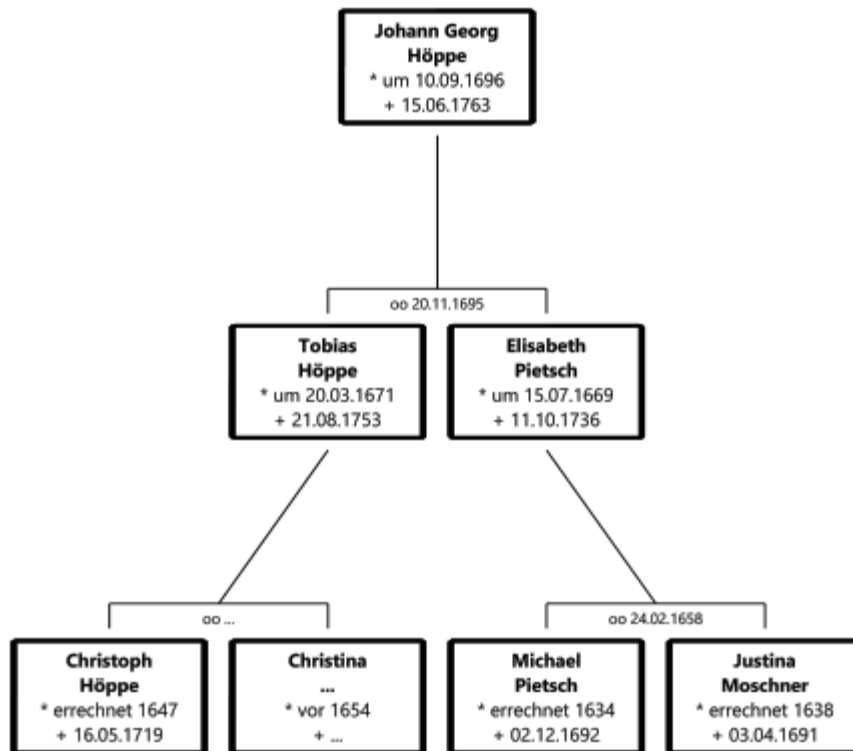 Johann Georg
Höppe
* um 10.09.1696
+ 15.06.1763
oo 20.11.1695
Tobias
Höppe
* um 20.03.1671
+ 21.08.1753
Elisabeth
Pietsch
* um 15.07.1669
+ 11.10.1736
oo ...
oo 24.02.1658
Christoph
Höppe
* errechnet 1647
+ 16.05.1719
Christina
...
* vor 1654
+ ...
Michael
Pietsch
* errechnet 1634
+ 02.12.1692
Justina
Moschner
* errechnet 1638
+ 03.04.1691